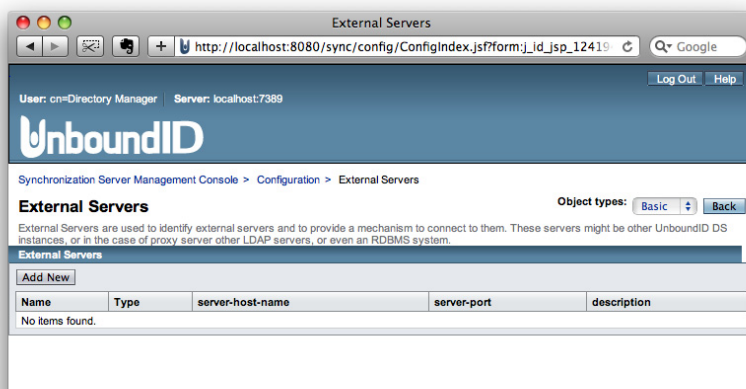 External Servers
http://localhost:8080/sync/config/ConfigIndex.jsf?form:j_id_jsp_12419
Google
Log Out Help
User: cn=Directory Manager Server: localhost:7389
UnboundID
Synchronization Server Management Console > Configuration > External Servers
External Servers
Object types: Basic Back
External Servers are used to identify external servers and to provide a mechanism to connect to them. These servers might be other UnboundID DS
instances, or in the case of proxy server other LDAP servers, or even an RDBMS system.
External Servers
Add New
Name Type server-host-name server-port description
No items found.